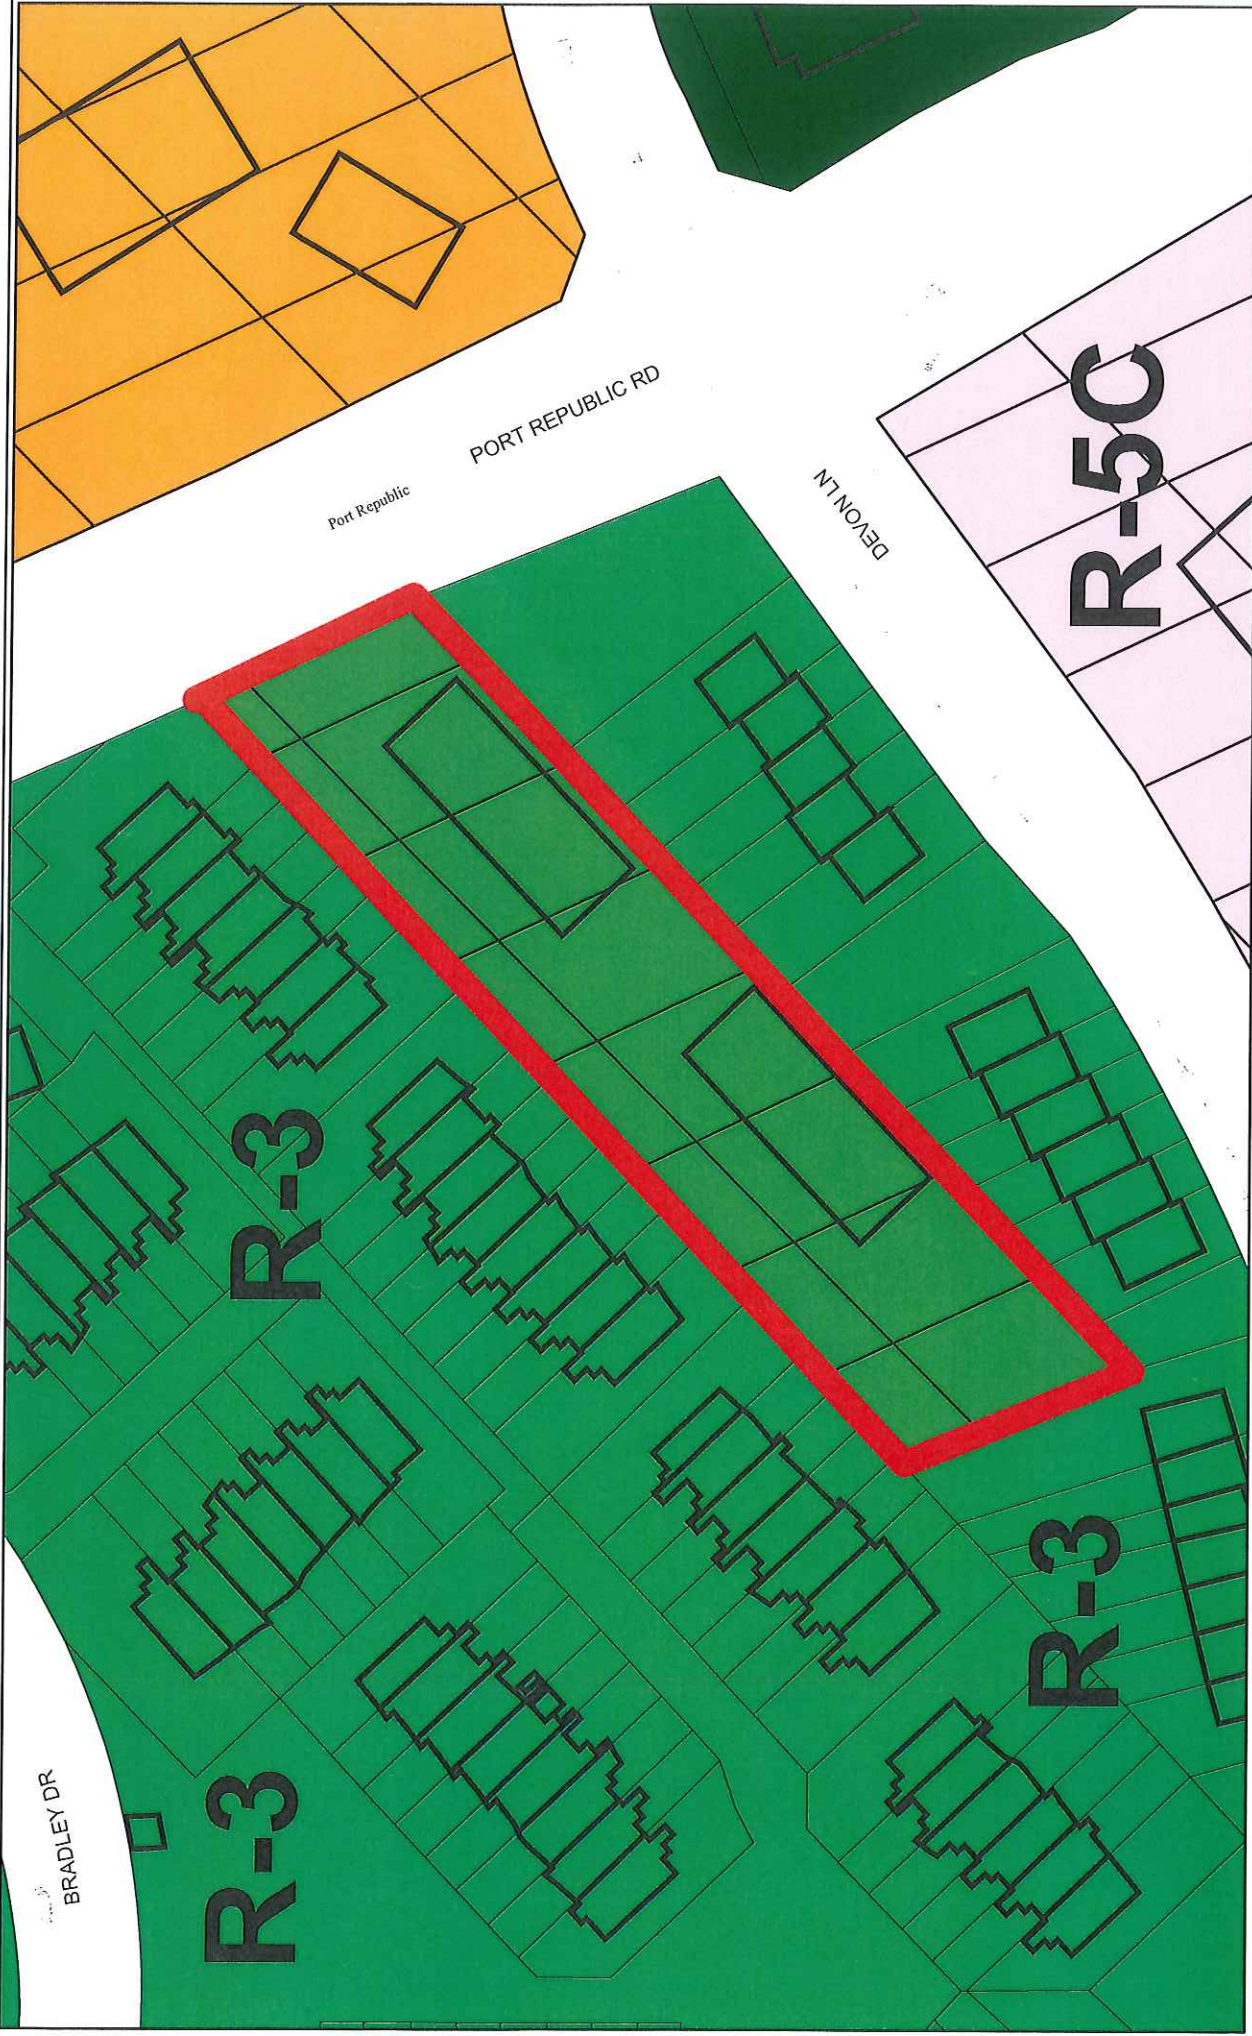 PORT REPUBLIC RD
Port Republic
DEVON LN
R-5C
R-3
R-3
R-3
BRADLEY DR